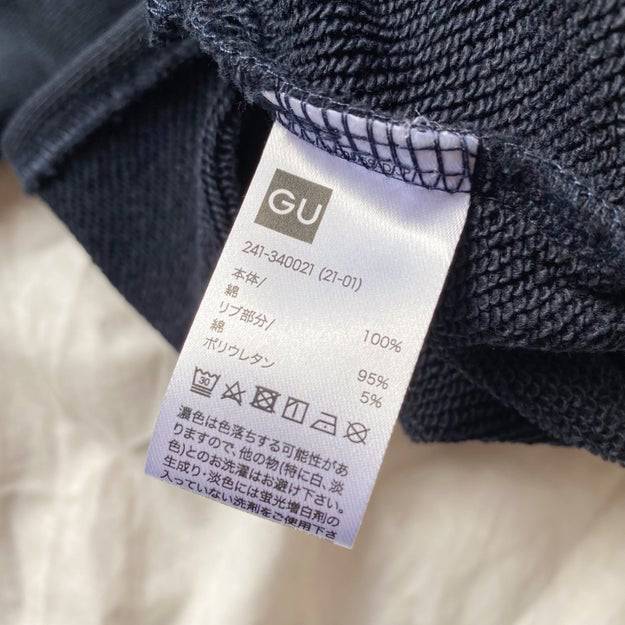 GU
241-340021 (21-01)
本体/
綿 100%
リブ部分/
綿 95%
ポリウレタン 5%
30
濃色は色落ちする可能性があ
りますので、他の物(特に白、淡
色)とのお洗濯はお避け下さい。
生成り・淡色には蛍光増白剤の
入っていない洗剤をご使用下さ